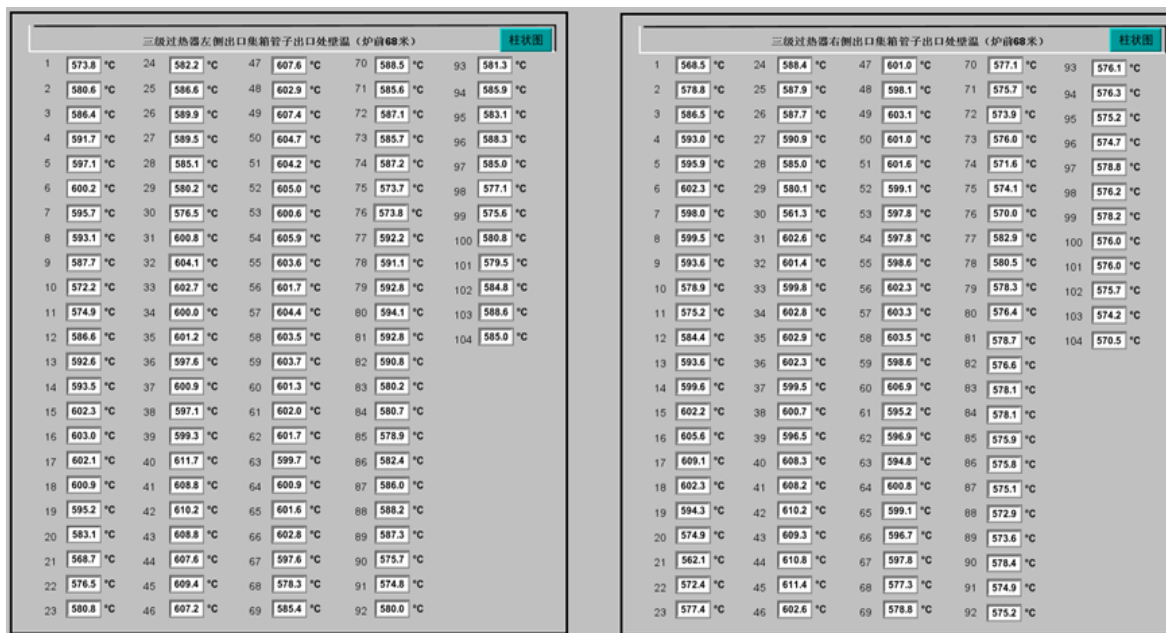 三级过热器左侧出口集箱管子出口处壁温（炉前68米） 柱状图
1 573.8 °C 24 582.2 °C 47 607.6 °C 70 588.5 °C 93 581.3 °C
2 580.6 °C 25 586.6 °C 48 602.9 °C 71 585.6 °C 94 585.9 °C
3 586.4 °C 26 589.9 °C 49 607.4 °C 72 587.1 °C 95 583.1 °C
4 591.7 °C 27 589.5 °C 50 604.7 °C 73 585.7 °C 96 588.3 °C
5 597.1 °C 28 585.1 °C 51 604.2 °C 74 587.2 °C 97 585.0 °C
6 600.2 °C 29 580.2 °C 52 605.0 °C 75 573.7 °C 98 577.1 °C
7 595.7 °C 30 576.5 °C 53 600.6 °C 76 573.8 °C 99 575.6 °C
8 593.1 °C 31 600.8 °C 54 605.9 °C 77 592.2 °C 100 580.8 °C
9 587.7 °C 32 604.1 °C 55 603.6 °C 78 591.1 °C 101 579.5 °C
10 572.2 °C 33 602.7 °C 56 601.7 °C 79 592.8 °C 102 584.8 °C
11 574.9 °C 34 600.0 °C 57 604.4 °C 80 594.1 °C 103 588.6 °C
12 586.6 °C 35 601.2 °C 58 603.5 °C 81 592.8 °C 104 585.0 °C
13 592.6 °C 36 597.6 °C 59 603.7 °C 82 590.8 °C
14 593.5 °C 37 600.9 °C 60 601.3 °C 83 580.2 °C
15 602.3 °C 38 597.1 °C 61 602.0 °C 84 580.7 °C
16 603.0 °C 39 599.3 °C 62 601.7 °C 85 578.9 °C
17 602.1 °C 40 611.7 °C 63 599.7 °C 86 582.4 °C
18 600.9 °C 41 608.8 °C 64 600.9 °C 87 586.0 °C
19 595.2 °C 42 610.2 °C 65 601.6 °C 88 588.2 °C
20 583.1 °C 43 608.8 °C 66 602.8 °C 89 587.3 °C
21 568.7 °C 44 607.6 °C 67 597.6 °C 90 575.7 °C
22 576.5 °C 45 609.4 °C 68 578.3 °C 91 574.8 °C
23 580.8 °C 46 607.2 °C 69 585.4 °C 92 580.0 °C
三级过热器右侧出口集箱管子出口处壁温（炉前68米） 柱状图
1 568.5 °C 24 588.4 °C 47 601.0 °C 70 577.1 °C 93 576.1 °C
2 578.8 °C 25 587.9 °C 48 598.1 °C 71 575.7 °C 94 576.3 °C
3 586.5 °C 26 587.7 °C 49 603.1 °C 72 573.9 °C 95 575.2 °C
4 593.0 °C 27 590.9 °C 50 601.0 °C 73 576.0 °C 96 574.7 °C
5 595.9 °C 28 585.0 °C 51 601.6 °C 74 571.6 °C 97 578.8 °C
6 602.3 °C 29 580.1 °C 52 599.1 °C 75 574.1 °C 98 576.2 °C
7 598.0 °C 30 561.3 °C 53 597.8 °C 76 570.0 °C 99 578.2 °C
8 599.5 °C 31 602.6 °C 54 597.8 °C 77 582.9 °C 100 576.0 °C
9 593.6 °C 32 601.4 °C 55 598.6 °C 78 580.5 °C 101 576.0 °C
10 578.9 °C 33 599.8 °C 56 602.3 °C 79 578.3 °C 102 575.7 °C
11 575.2 °C 34 602.8 °C 57 603.3 °C 80 576.4 °C 103 574.2 °C
12 584.4 °C 35 602.9 °C 58 603.5 °C 81 578.7 °C 104 570.5 °C
13 593.6 °C 36 602.3 °C 59 598.6 °C 82 576.6 °C
14 599.6 °C 37 599.5 °C 60 606.9 °C 83 578.1 °C
15 602.2 °C 38 600.7 °C 61 595.2 °C 84 578.1 °C
16 605.6 °C 39 596.5 °C 62 596.9 °C 85 575.9 °C
17 609.1 °C 40 608.3 °C 63 594.8 °C 86 575.8 °C
18 602.3 °C 41 608.2 °C 64 600.8 °C 87 575.1 °C
19 594.3 °C 42 610.2 °C 65 599.1 °C 88 572.9 °C
20 574.9 °C 43 609.3 °C 66 596.7 °C 89 573.6 °C
21 562.1 °C 44 610.8 °C 67 597.8 °C 90 578.4 °C
22 572.4 °C 45 611.4 °C 68 577.3 °C 91 574.9 °C
23 577.4 °C 46 602.6 °C 69 578.8 °C 92 575.2 °C